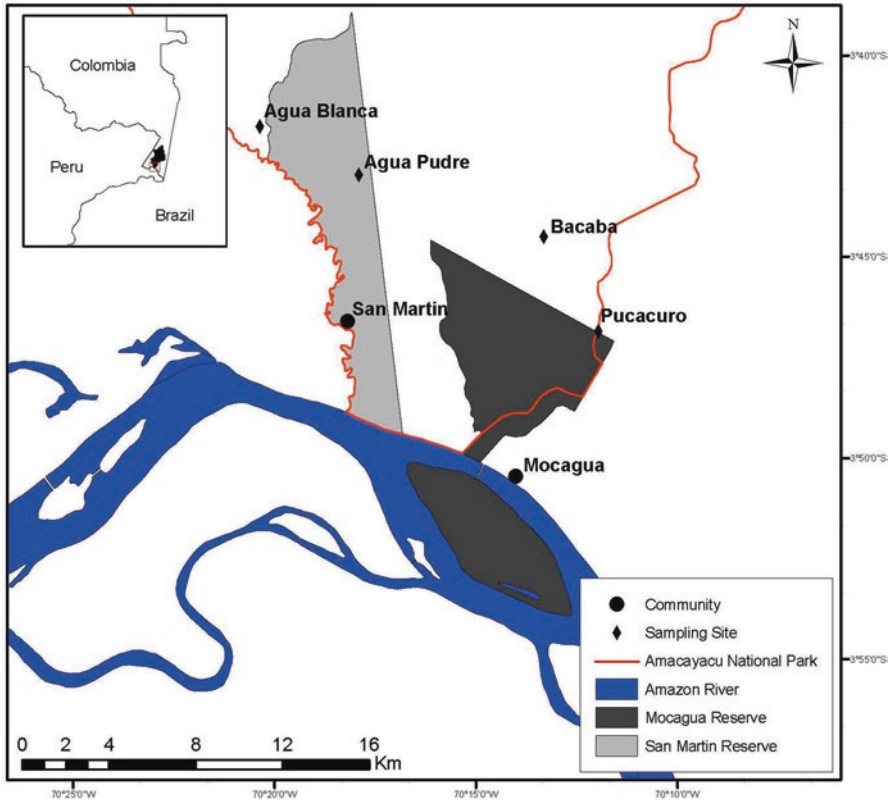 Colombia
Peru
Brazil
N
Agua Blanca
Agua Pudre
Bacaba
San Martin
Pucacuro
Mocagua
3°40'0"S
3°45'0"S
3°50'0"S
3°55'0"S
Community
Sampling Site
Amacayacu National Park
Amazon River
Mocagua Reserve
San Martin Reserve
0 2 4 8 12 16
Km
70°25'0"W 70°20'0"W 70°15'0"W 70°10'0"W